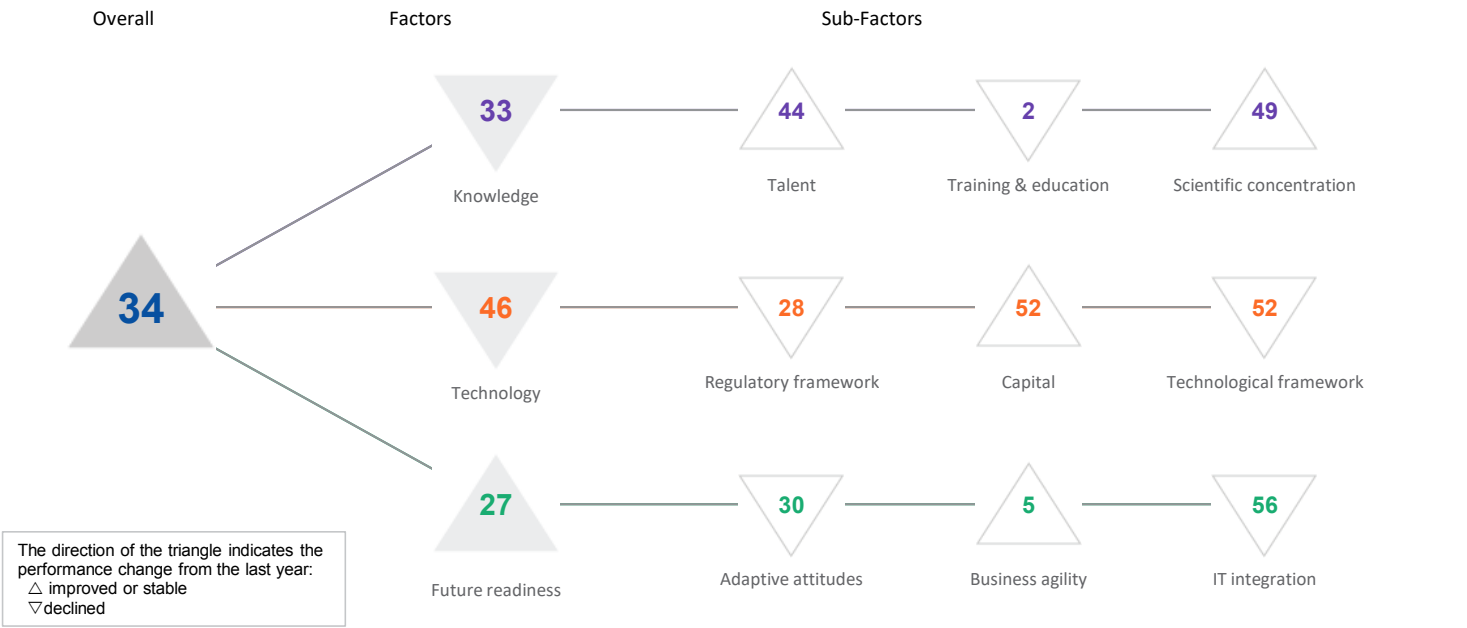 Overall Factors Sub-Factors
33 44 2 49
Knowledge Talent Training & education Scientific concentration
34 46 28 52 52
Technology Regulatory framework Capital Technological framework
27 30 5 56
Future readiness Adaptive attitudes Business agility IT integration
The direction of the triangle indicates the
performance change from the last year:
△ improved or stable
▽declined